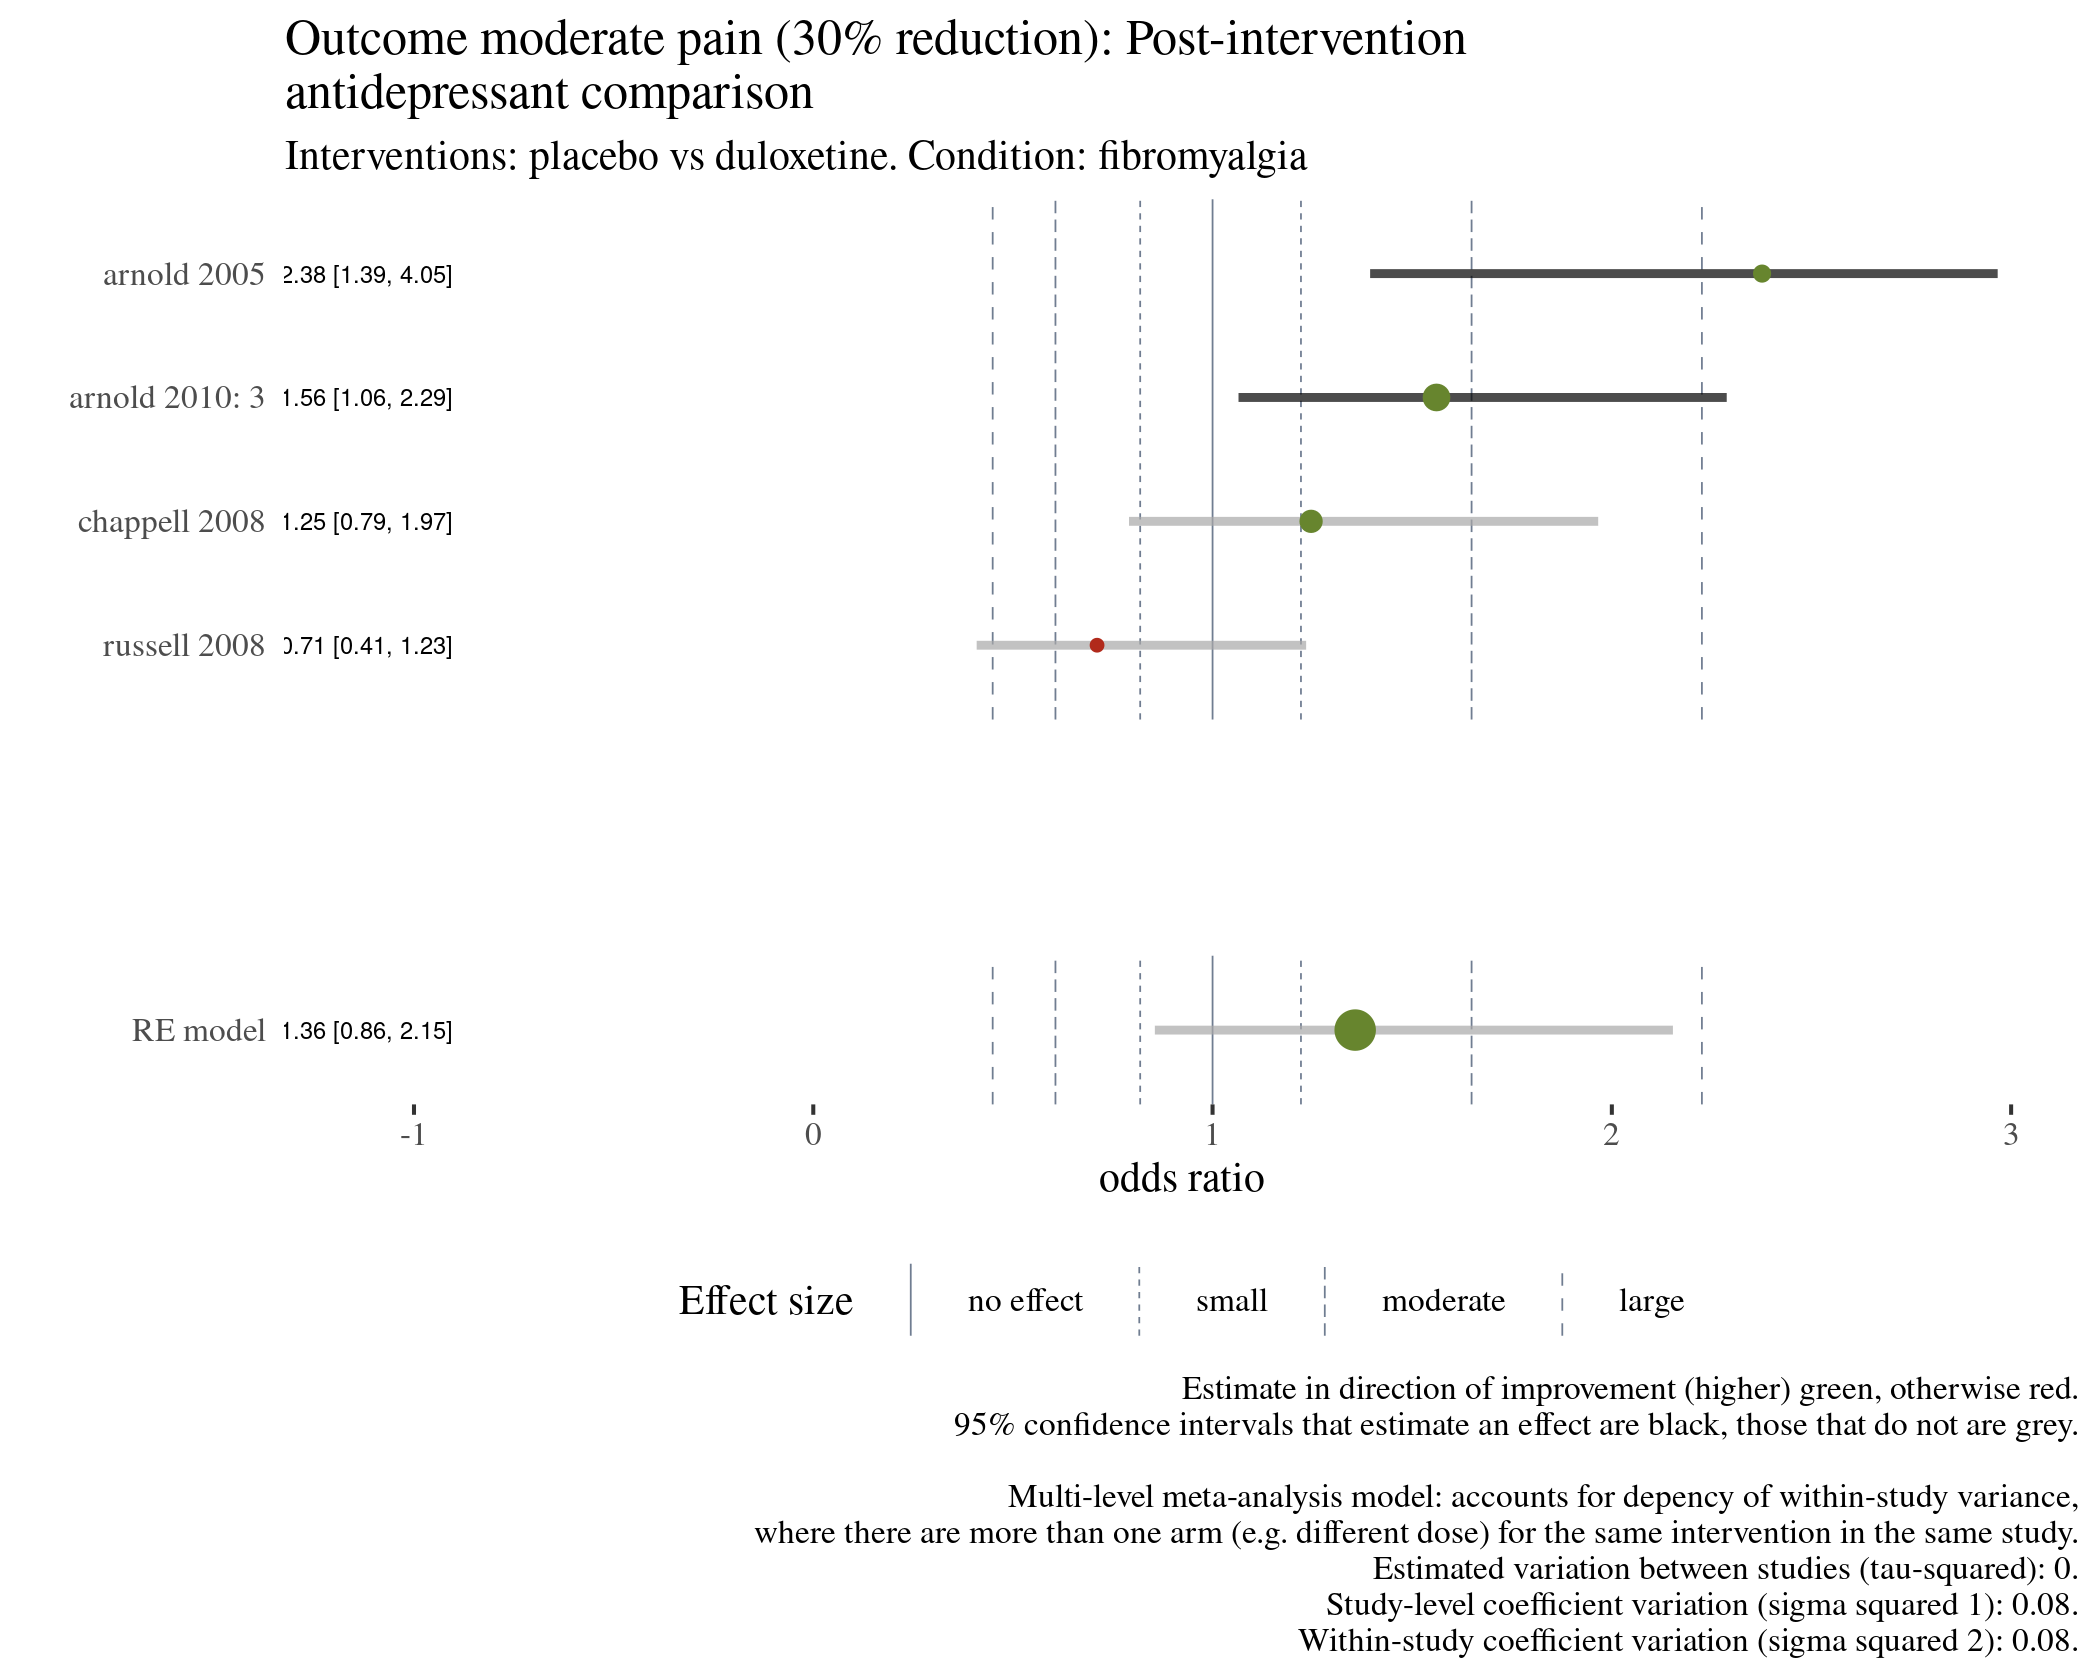 Outcome moderate pain (30% reduction): Post-intervention
antidepressant comparison
Interventions: placebo vs duloxetine. Condition: fibromyalgia
arnold 2005 2.38 [1.39, 4.05]
arnold 2010: 3 1.56 [1.06, 2.29]
chappell 2008 1.25 [0.79, 1.97]
russell 2008 0.71 [0.41, 1.23]
RE model 1.36 [0.86, 2.15]
-1 0 1 2 3
odds ratio
Effect size no effect small moderate large
Estimate in direction of improvement (higher) green, otherwise red.
95% confidence intervals that estimate an effect are black, those that do not are grey.
Multi-level meta-analysis model: accounts for depency of within-study variance,
where there are more than one arm (e.g. different dose) for the same intervention in the same study.
Estimated variation between studies (tau-squared): 0.
Study-level coefficient variation (sigma squared 1): 0.08.
Within-study coefficient variation (sigma squared 2): 0.08.